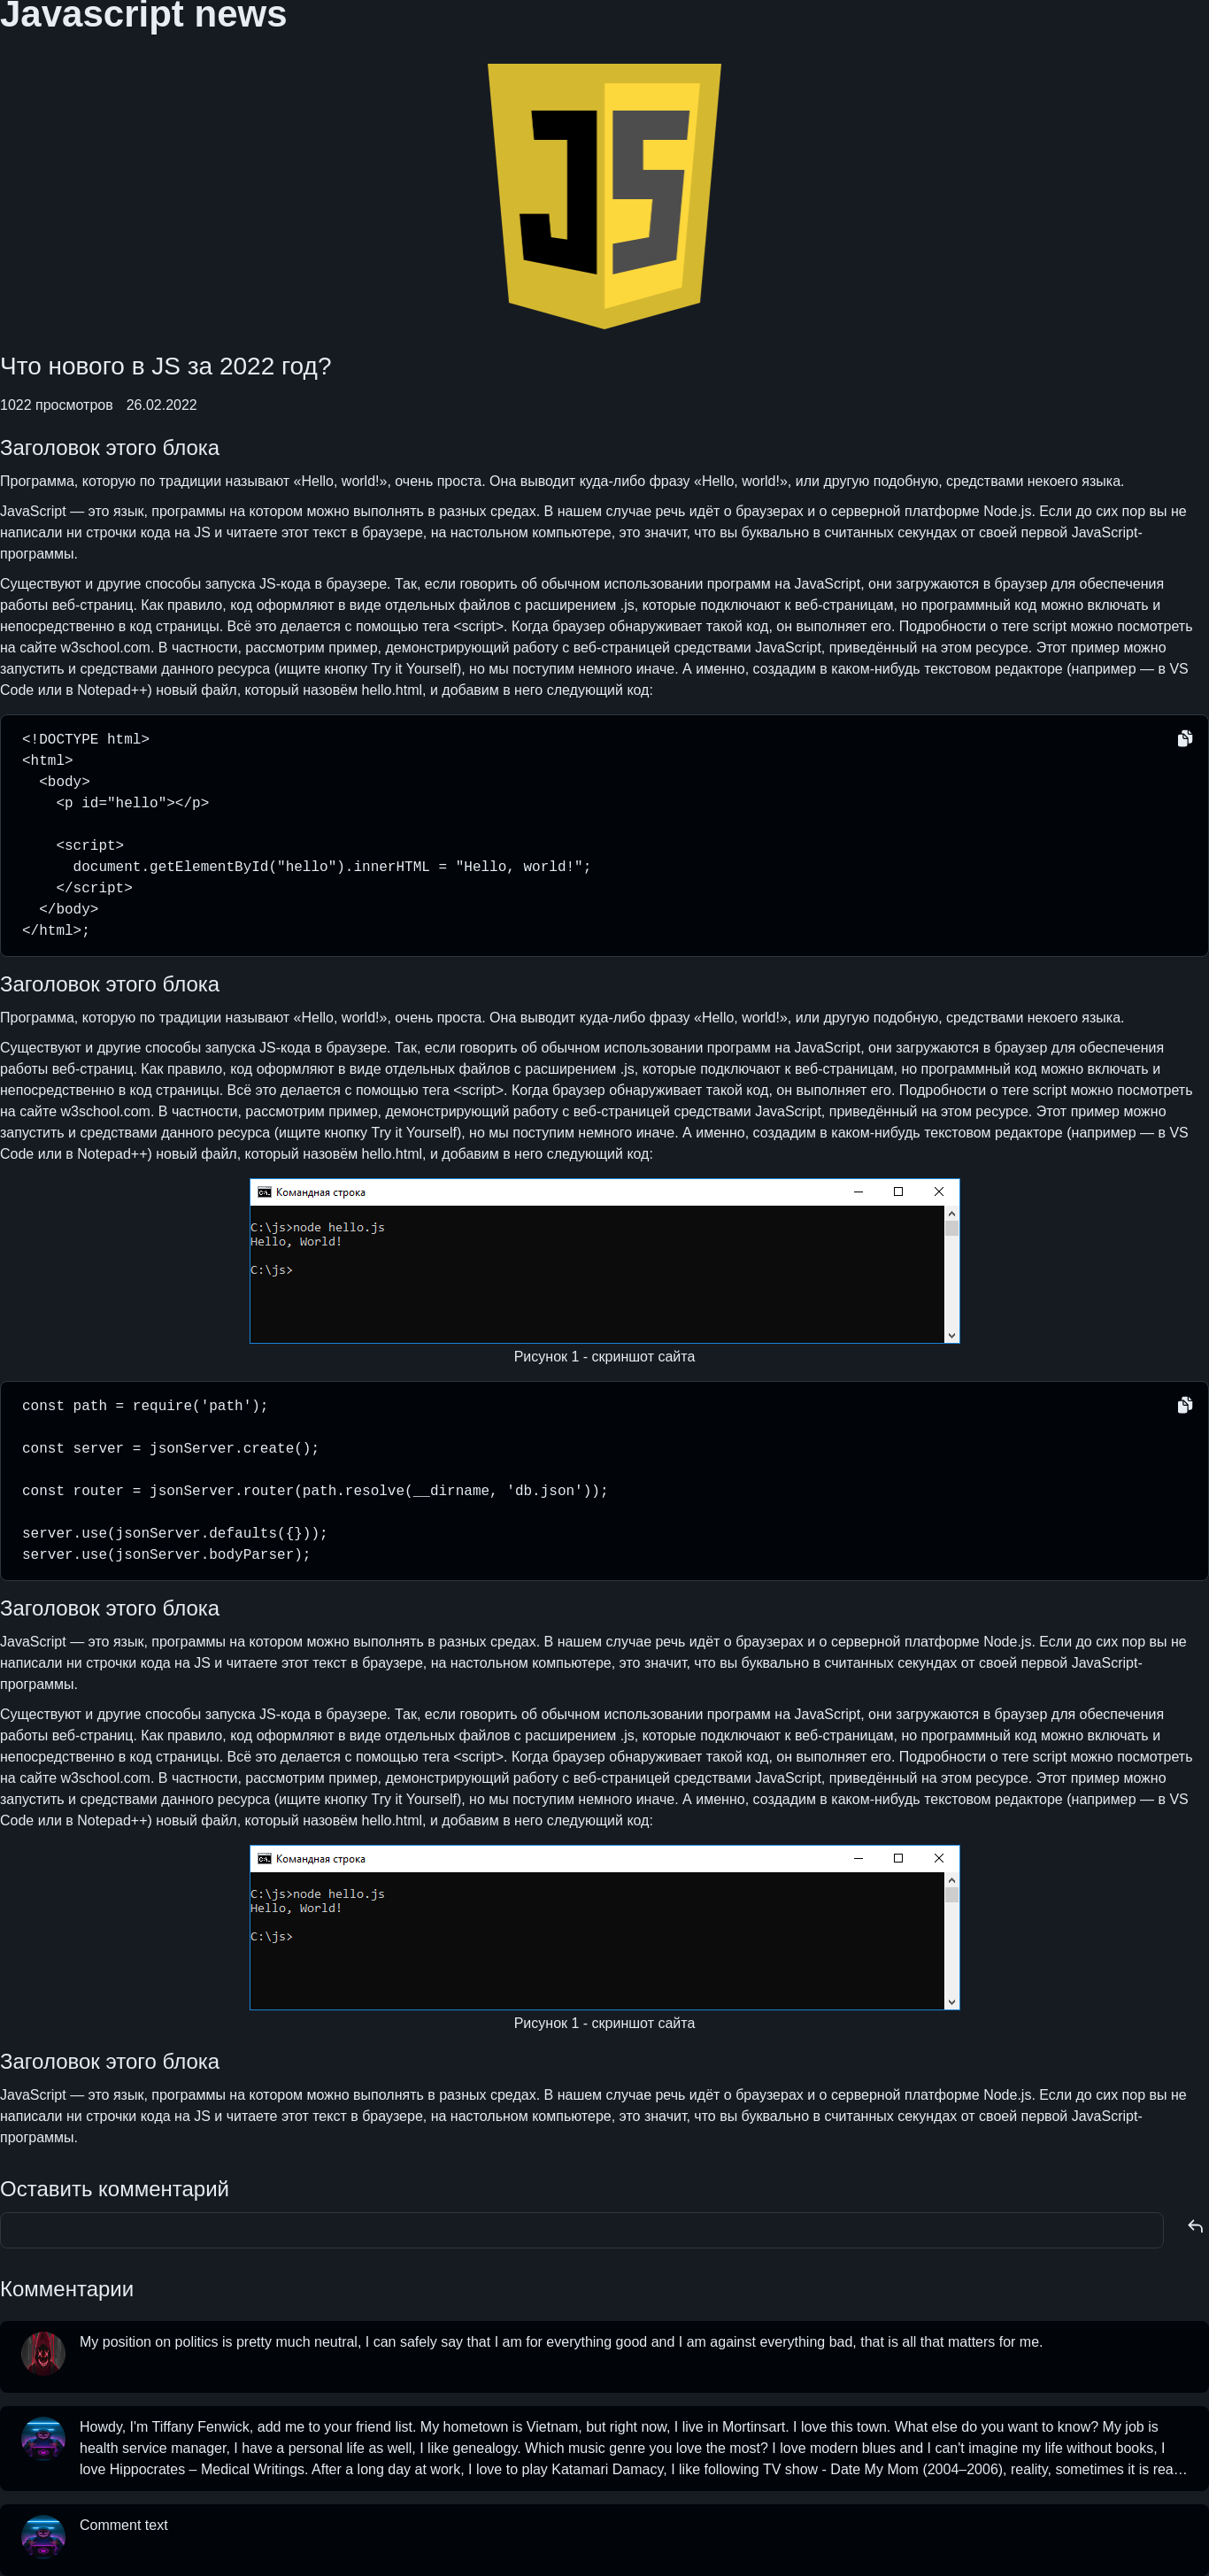 Javascript news
JS
Что нового в JS за 2022 год?
1022 просмотров 26.02.2022
Заголовок этого блока
Программа, которую по традиции называют «Hello, world!», очень проста. Она выводит куда-либо фразу «Hello, world!», или другую подобную, средствами некоего языка.
JavaScript — это язык, программы на котором можно выполнять в разных средах. В нашем случае речь идёт о браузерах и о серверной платформе Node.js. Если до сих пор вы не
написали ни строчки кода на JS и читаете этот текст в браузере, на настольном компьютере, это значит, что вы буквально в считанных секундах от своей первой JavaScript-
программы.
Существуют и другие способы запуска JS-кода в браузере. Так, если говорить об обычном использовании программ на JavaScript, они загружаются в браузер для обеспечения
работы веб-страниц. Как правило, код оформляют в виде отдельных файлов с расширением .js, которые подключают к веб-страницам, но программный код можно включать и
непосредственно в код страницы. Всё это делается с помощью тега <script>. Когда браузер обнаруживает такой код, он выполняет его. Подробности о теге script можно посмотреть
на сайте w3school.com. В частности, рассмотрим пример, демонстрирующий работу с веб-страницей средствами JavaScript, приведённый на этом ресурсе. Этот пример можно
запустить и средствами данного ресурса (ищите кнопку Try it Yourself), но мы поступим немного иначе. А именно, создадим в каком-нибудь текстовом редакторе (например — в VS
Code или в Notepad++) новый файл, который назовём hello.html, и добавим в него следующий код:
<!DOCTYPE html>
<html>
<body>
<p id="hello"></p>
<script>
document.getElementById("hello").innerHTML = "Hello, world!";
</script>
</body>
</html>;
Заголовок этого блока
Программа, которую по традиции называют «Hello, world!», очень проста. Она выводит куда-либо фразу «Hello, world!», или другую подобную, средствами некоего языка.
Существуют и другие способы запуска JS-кода в браузере. Так, если говорить об обычном использовании программ на JavaScript, они загружаются в браузер для обеспечения
работы веб-страниц. Как правило, код оформляют в виде отдельных файлов с расширением .js, которые подключают к веб-страницам, но программный код можно включать и
непосредственно в код страницы. Всё это делается с помощью тега <script>. Когда браузер обнаруживает такой код, он выполняет его. Подробности о теге script можно посмотреть
на сайте w3school.com. В частности, рассмотрим пример, демонстрирующий работу с веб-страницей средствами JavaScript, приведённый на этом ресурсе. Этот пример можно
запустить и средствами данного ресурса (ищите кнопку Try it Yourself), но мы поступим немного иначе. А именно, создадим в каком-нибудь текстовом редакторе (например — в VS
Code или в Notepad++) новый файл, который назовём hello.html, и добавим в него следующий код:
Командная строка
C:\js>node hello.js
Hello, World!
C:\js>
Рисунок 1 - скриншот сайта
const path = require('path');
const server = jsonServer.create();
const router = jsonServer.router(path.resolve(__dirname, 'db.json'));
server.use(jsonServer.defaults({}));
server.use(jsonServer.bodyParser);
Заголовок этого блока
JavaScript — это язык, программы на котором можно выполнять в разных средах. В нашем случае речь идёт о браузерах и о серверной платформе Node.js. Если до сих пор вы не
написали ни строчки кода на JS и читаете этот текст в браузере, на настольном компьютере, это значит, что вы буквально в считанных секундах от своей первой JavaScript-
программы.
Существуют и другие способы запуска JS-кода в браузере. Так, если говорить об обычном использовании программ на JavaScript, они загружаются в браузер для обеспечения
работы веб-страниц. Как правило, код оформляют в виде отдельных файлов с расширением .js, которые подключают к веб-страницам, но программный код можно включать и
непосредственно в код страницы. Всё это делается с помощью тега <script>. Когда браузер обнаруживает такой код, он выполняет его. Подробности о теге script можно посмотреть
на сайте w3school.com. В частности, рассмотрим пример, демонстрирующий работу с веб-страницей средствами JavaScript, приведённый на этом ресурсе. Этот пример можно
запустить и средствами данного ресурса (ищите кнопку Try it Yourself), но мы поступим немного иначе. А именно, создадим в каком-нибудь текстовом редакторе (например — в VS
Code или в Notepad++) новый файл, который назовём hello.html, и добавим в него следующий код:
Командная строка
C:\js>node hello.js
Hello, World!
C:\js>
Рисунок 1 - скриншот сайта
Заголовок этого блока
JavaScript — это язык, программы на котором можно выполнять в разных средах. В нашем случае речь идёт о браузерах и о серверной платформе Node.js. Если до сих пор вы не
написали ни строчки кода на JS и читаете этот текст в браузере, на настольном компьютере, это значит, что вы буквально в считанных секундах от своей первой JavaScript-
программы.
Оставить комментарий
Комментарии
My position on politics is pretty much neutral, I can safely say that I am for everything good and I am against everything bad, that is all that matters for me.
Howdy, I'm Tiffany Fenwick, add me to your friend list. My hometown is Vietnam, but right now, I live in Mortinsart. I love this town. What else do you want to know? My job is
health service manager, I have a personal life as well, I like genealogy. Which music genre you love the most? I love modern blues and I can't imagine my life without books, I
love Hippocrates – Medical Writings. After a long day at work, I love to play Katamari Damacy, I like following TV show - Date My Mom (2004–2006), reality, sometimes it is rea…
Comment text